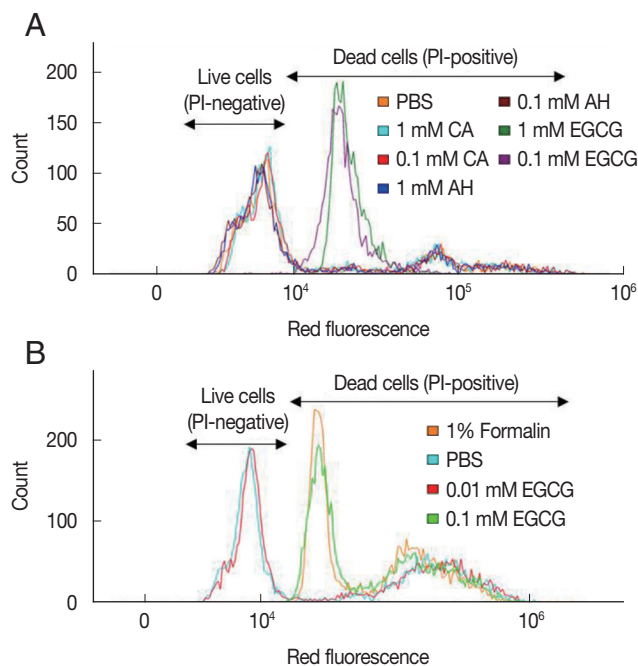 A
Live cells
(PI-negative)
Dead cells (PI-positive)
PBS
1 mM CA
0.1 mM CA
1 mM AH
0.1 mM AH
1 mM EGCG
0.1 mM EGCG
Count
200
150
100
50
0
0
10⁴
10⁵
10⁶
Red fluorescence
B
Live cells
(PI-negative)
Dead cells (PI-positive)
1% Formalin
PBS
0.01 mM EGCG
0.1 mM EGCG
Count
200
100
0
0
10⁴
10⁶
Red fluorescence